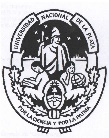 UNIVERSIDAD NACIONAL DE LA PLATA
POR LA CIENCIA Y POR LA PATRIA